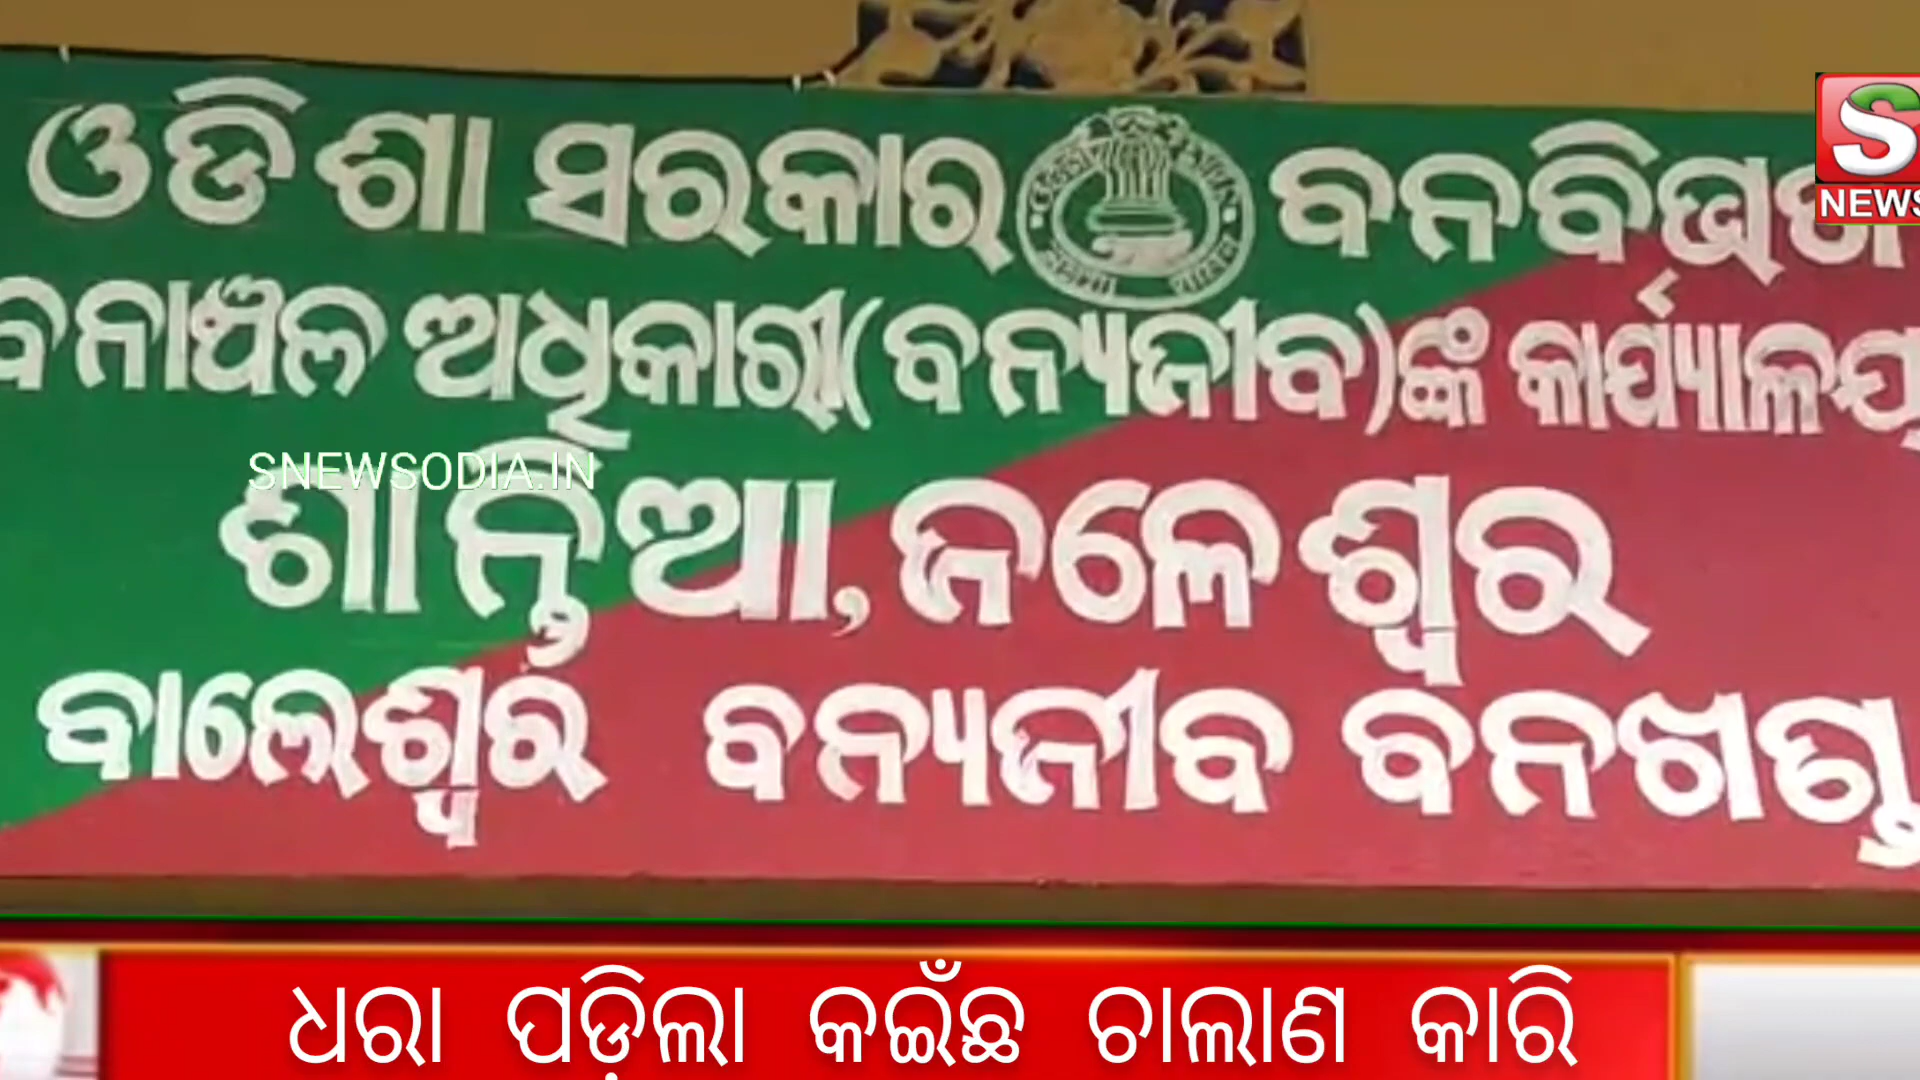 ଓଡିଶା ସରକାର ବନବିଭାଗ
ବନାଞ୍ଚଳ ଅଧିକାରୀ(ବନ୍ୟଜୀବ)ଙ୍କ କାର୍ଯ୍ୟାଳୟ
SNEWSODIA.IN
ଶାନ୍ତିଆ, ଜଳେଶ୍ୱର
ବାଲେଶ୍ୱର ବନ୍ୟଜୀବ ବନଖଣ୍ଡ
S
NEWS
ଧରା ପଡ଼ିଲା କଇଁଛ ଚାଲାଣ କାରି